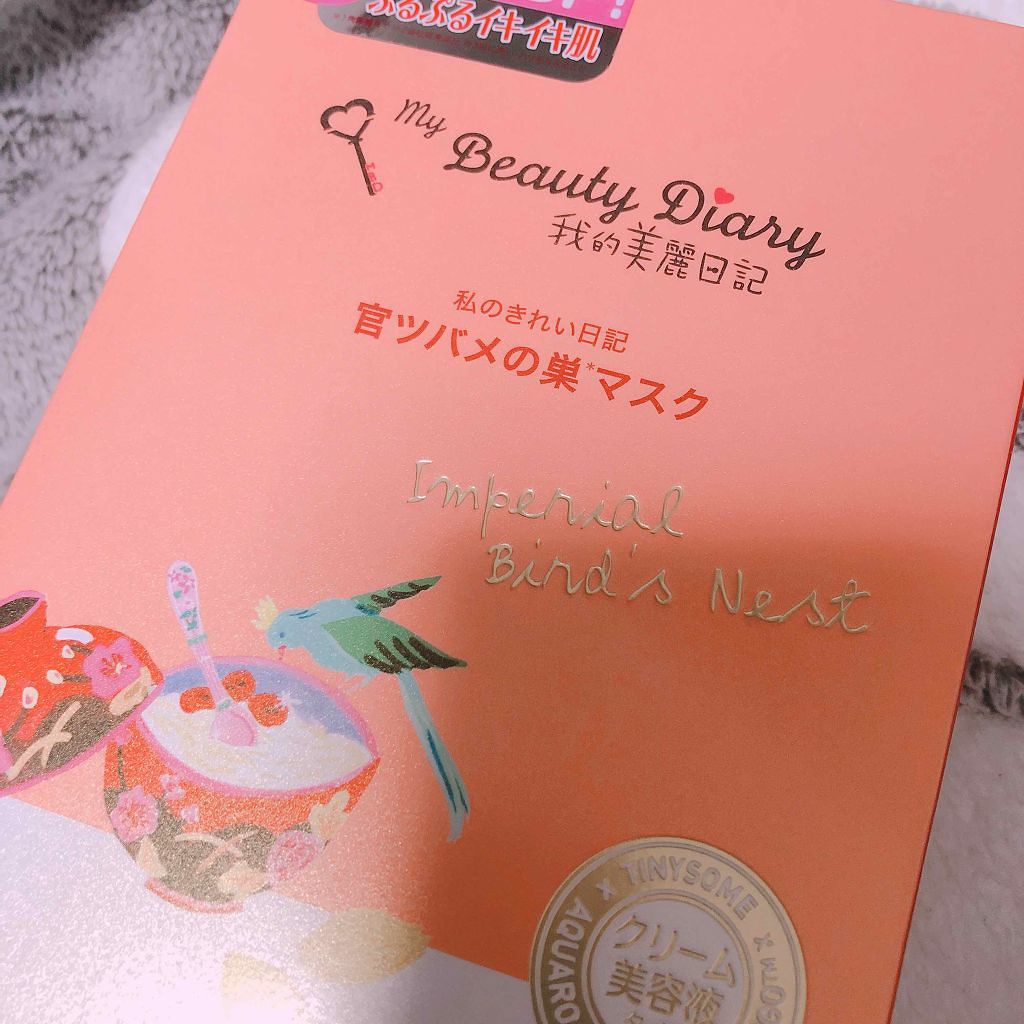 ぷるぷるイキイキ肌
My
Beauty Diary
我的美麗日記
私のきれい日記
官ツバメの巣*マスク
Imperial
Bird's Nest
TINYSOME
AQUARO
クリーム
美容液